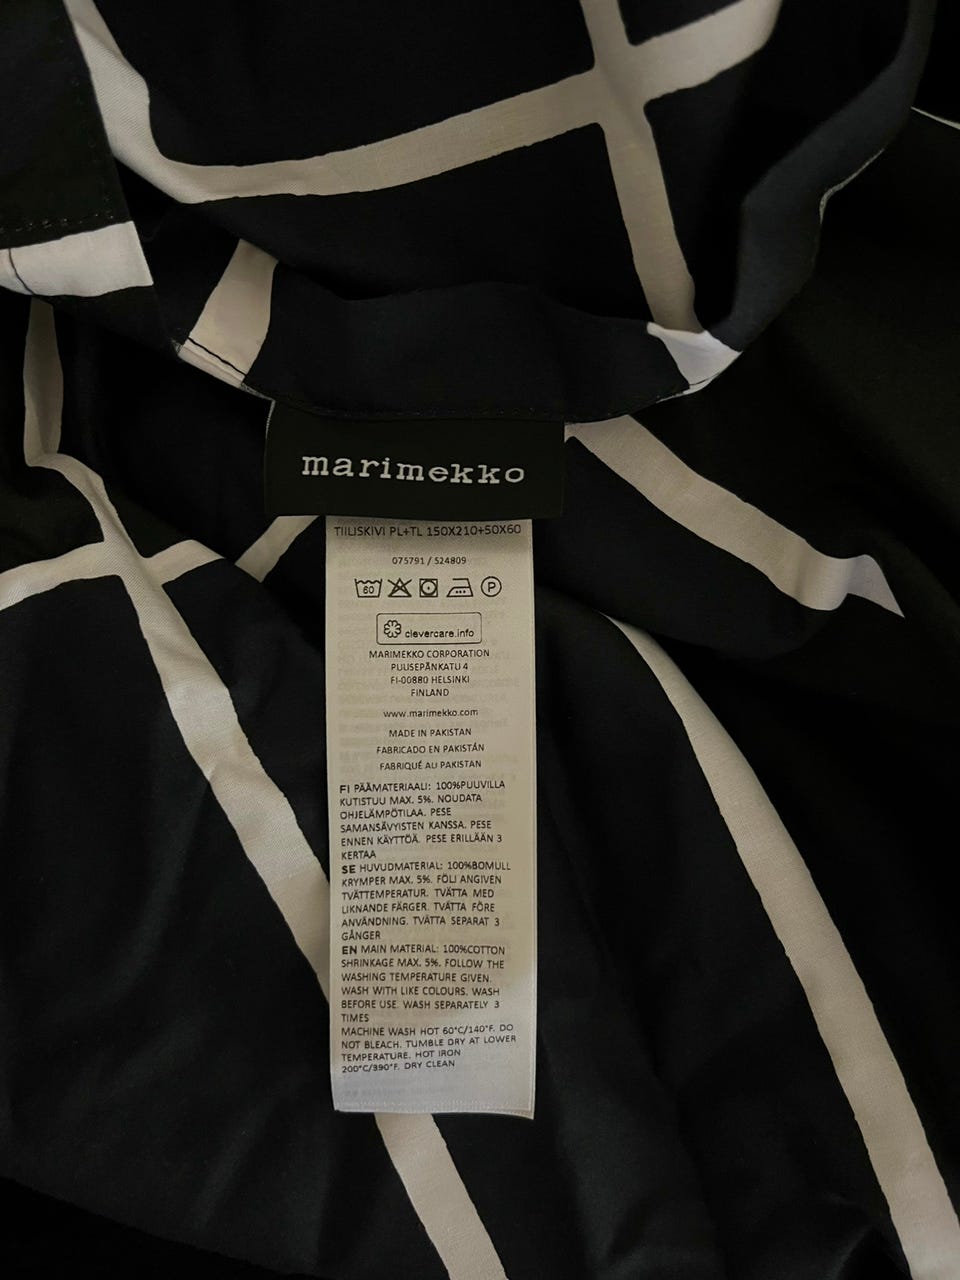 marimekko
TIILISKIVI PL+TL 150X210+50X60
075791 / 524809
60 P
clevercare.info
MARIMEKKO CORPORATION
PUUSEPÄNKATU 4
FI-00880 HELSINKI
FINLAND
www.marimekko.com
MADE IN PAKISTAN
FABRICADO EN PAKISTÁN
FABRIQUÉ AU PAKISTAN
FI PÄÄMATERIAALI: 100%PUUVILLA
KUTISTUU MAX. 5%. NOUDATA
OHJELÄMPÖTILAA. PESE
SAMANSÄVYISTEN KANSSA. PESE
ENNEN KÄYTTÖÄ. PESE ERILLÄÄN 3
KERTAA
SE HUVUDMATERIAL: 100%BOMULL
KRYMPER MAX. 5%. FÖLJ ANGIVEN
TVÄTTEMPERATUR. TVÄTTA MED
LIKNANDE FÄRGER. TVÄTTA FÖRE
ANVÄNDNING. TVÄTTA SEPARAT 3
GÅNGER
EN MAIN MATERIAL: 100%COTTON
SHRINKAGE MAX. 5%. FOLLOW THE
WASHING TEMPERATURE GIVEN.
WASH WITH LIKE COLOURS. WASH
BEFORE USE. WASH SEPARATELY 3
TIMES
MACHINE WASH HOT 60°C/140°F. DO
NOT BLEACH. TUMBLE DRY AT LOWER
TEMPERATURE. HOT IRON
200°C/390°F. DRY CLEAN